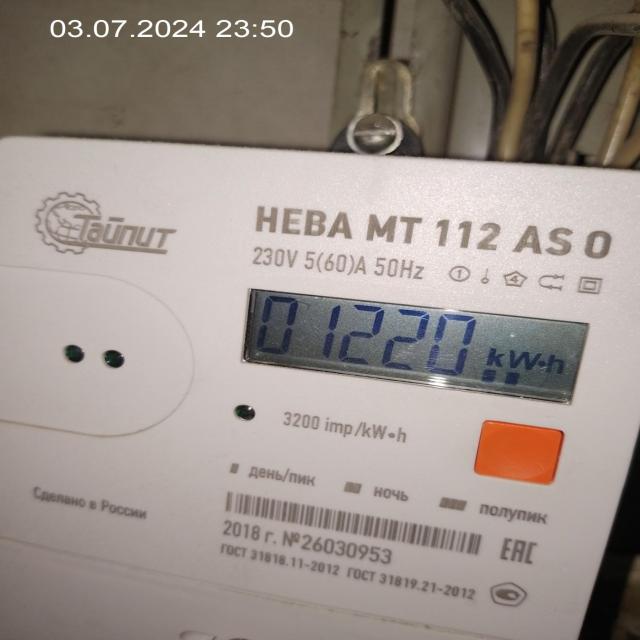 03.07.2024 23:50
Тайпит
НЕВА МТ 112 AS O
230V 5(60)A 50Hz
01220 kW•h
3200 imp/kW•h
день/пик ночь полупик
Сделано в России
2018 г. №26030953
ГОСТ 31818.11-2012 ГОСТ 31819.21-2012
EAC